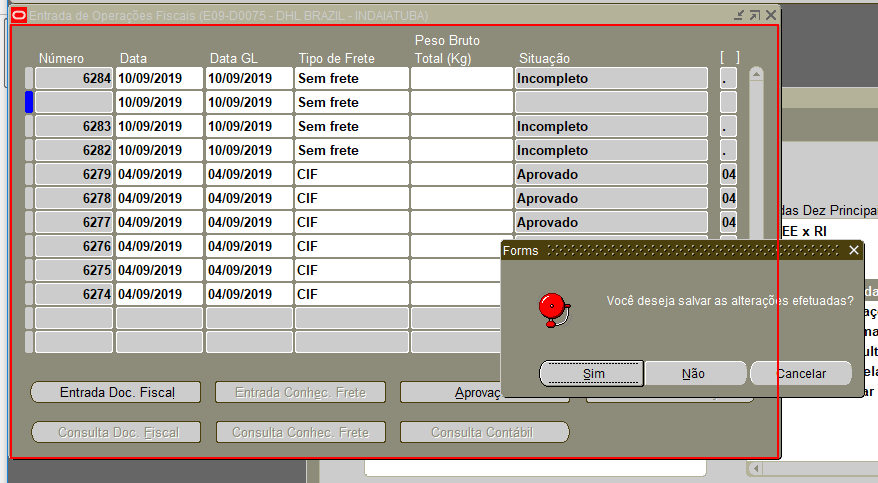 Entrada de Operações Fiscais (E09-D0075 - DHL BRAZIL - INDAIATUBA)
Peso Bruto
Número Data Data GL Tipo de Frete Total (Kg) Situação [ ]
6284 10/09/2019 10/09/2019 Sem frete Incompleto .
10/09/2019 10/09/2019 Sem frete
6283 10/09/2019 10/09/2019 Sem frete Incompleto .
6282 10/09/2019 10/09/2019 Sem frete Incompleto .
6279 04/09/2019 04/09/2019 CIF Aprovado 04
6278 04/09/2019 04/09/2019 CIF Aprovado 04
6277 04/09/2019 04/09/2019 CIF Aprovado 04
6276 04/09/2019 04/09/2019 CIF
6275 04/09/2019 04/09/2019 CIF
6274 04/09/2019 04/09/2019 CIF
das Dez Principa
EE x RI
Forms
Você deseja salvar as alterações efetuadas?
Sim Não Cancelar
Entrada Doc. Fiscal Entrada Conhec. Frete Aprovaç
Consulta Doc. Fiscal Consulta Conhec. Frete Consulta Contábil